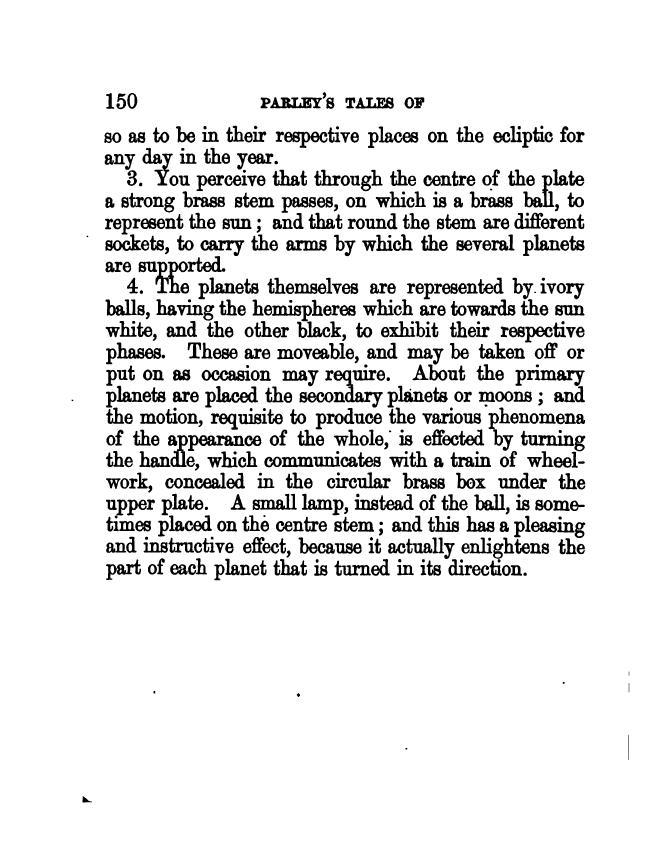 150 PARLEY'S TALES OF
so as to be in their respective places on the ecliptic for
any day in the year.
3. You perceive that through the centre of the plate
a strong brass stem passes, on which is a brass ball, to
represent the sun ; and that round the stem are different
sockets, to carry the arms by which the several planets
are supported.
4. The planets themselves are represented by ivory
balls, having the hemispheres which are towards the sun
white, and the other black, to exhibit their respective
phases. These are moveable, and may be taken off or
put on as occasion may require. About the primary
planets are placed the secondary planets or moons ; and
the motion, requisite to produce the various phenomena
of the appearance of the whole, is effected by turning
the handle, which communicates with a train of wheel-
work, concealed in the circular brass box under the
upper plate. A small lamp, instead of the ball, is some-
times placed on the centre stem ; and this has a pleasing
and instructive effect, because it actually enlightens the
part of each planet that is turned in its direction.